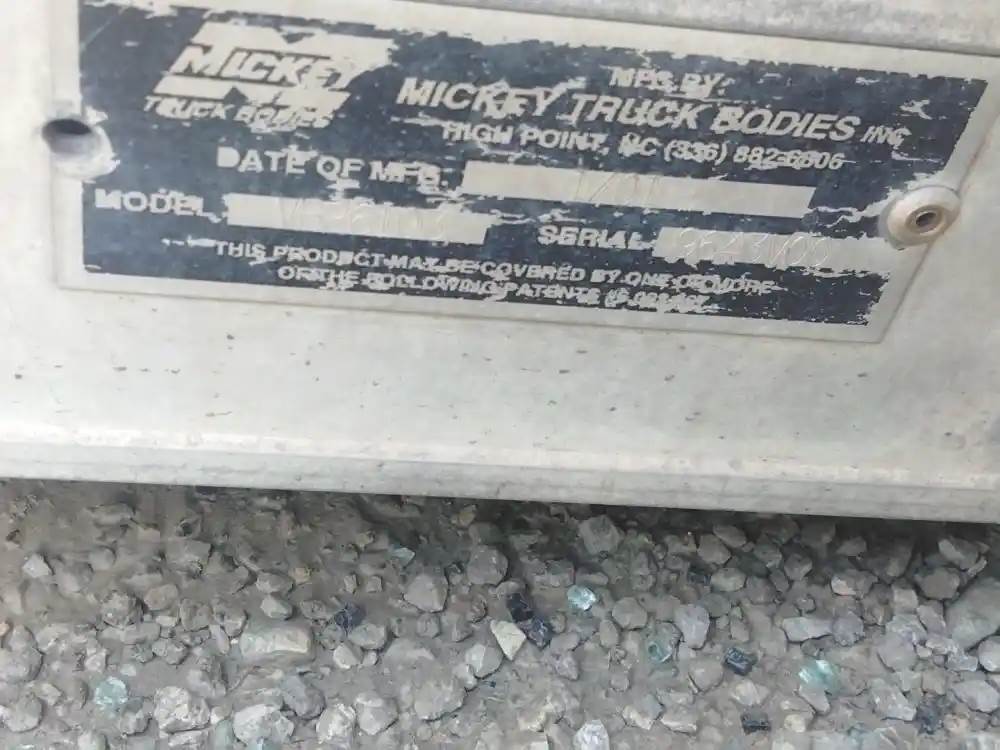 MICKEY
TRUCK BODIES
MFG BY:
MICKEY TRUCK BODIES INC
HIGH POINT, NC (336) 882-6806
DATE OF MFG.
MODEL
SERIAL
THIS PRODUCT MAY BE COVERED BY ONE OR MORE
OF THE FOLLOWING PATENTS